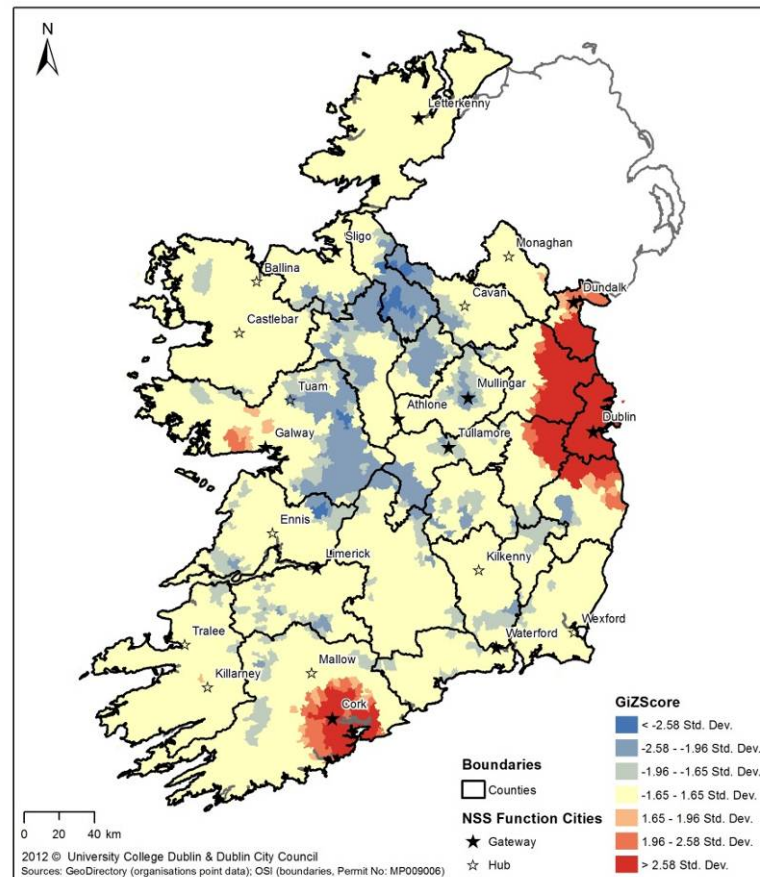 N
Letterkenny
Sligo
Monaghan
Ballina
Cavan
Dundalk
Castlebar
Tuam
Mullingar
Athlone
Galway
Tullamore
Dublin
Ennis
Limerick
Kilkenny
Tralee
Waterford
Wexford
Killarney
Mallow
Cork
GiZScore
< -2.58 Std. Dev.
-2.58 - -1.96 Std. Dev.
-1.96 - -1.65 Std. Dev.
-1.65 - 1.65 Std. Dev.
1.65 - 1.96 Std. Dev.
1.96 - 2.58 Std. Dev.
> 2.58 Std. Dev.
Boundaries
Counties
NSS Function Cities
Gateway
Hub
0 20 40 km
2012 © University College Dublin & Dublin City Council
Sources: GeoDirectory (organisations point data); OSI (boundaries, Permit No: MP009006)